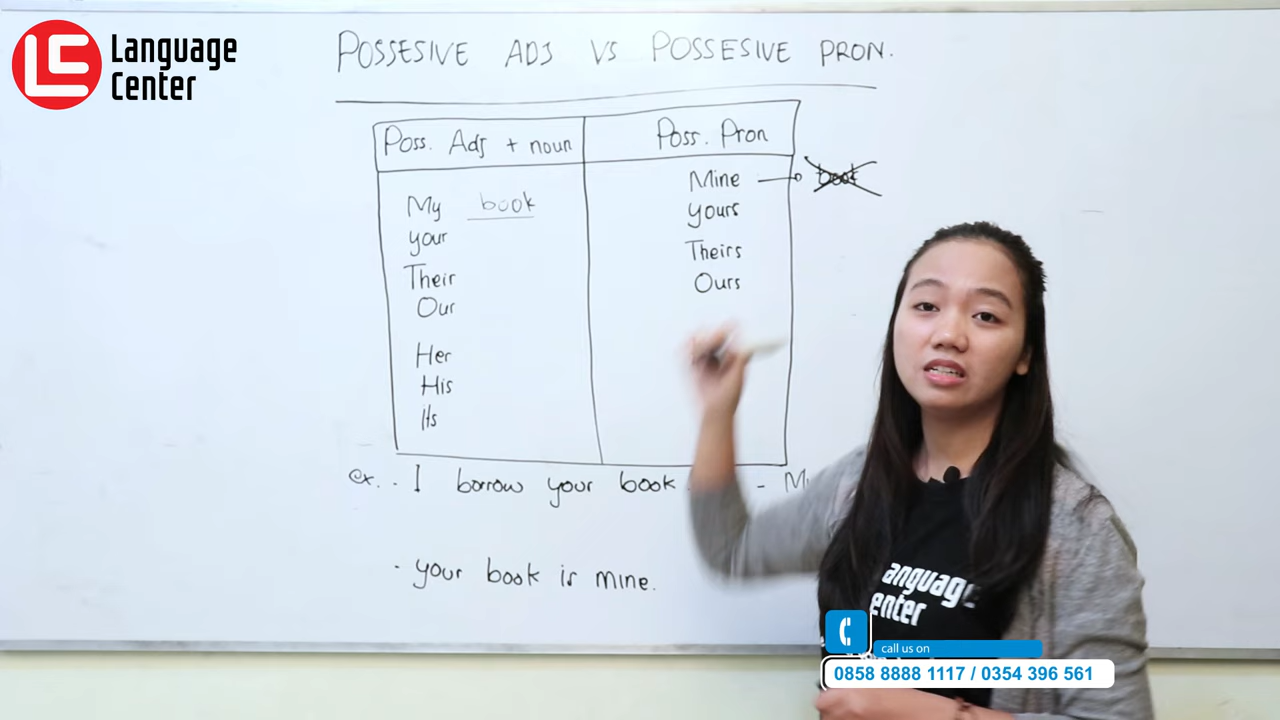 Language
Center
POSSESIVE ADJ VS POSSESIVE PRON.
Poss. Adj + noun
Poss. Pron
My book
your
Their
Our
Her
His
Its
Mine book
yours
Theirs
Ours
ex. - I borrow your book
- My
- your book is mine.
anguage
enter
call us on
0858 8888 1117 / 0354 396 561